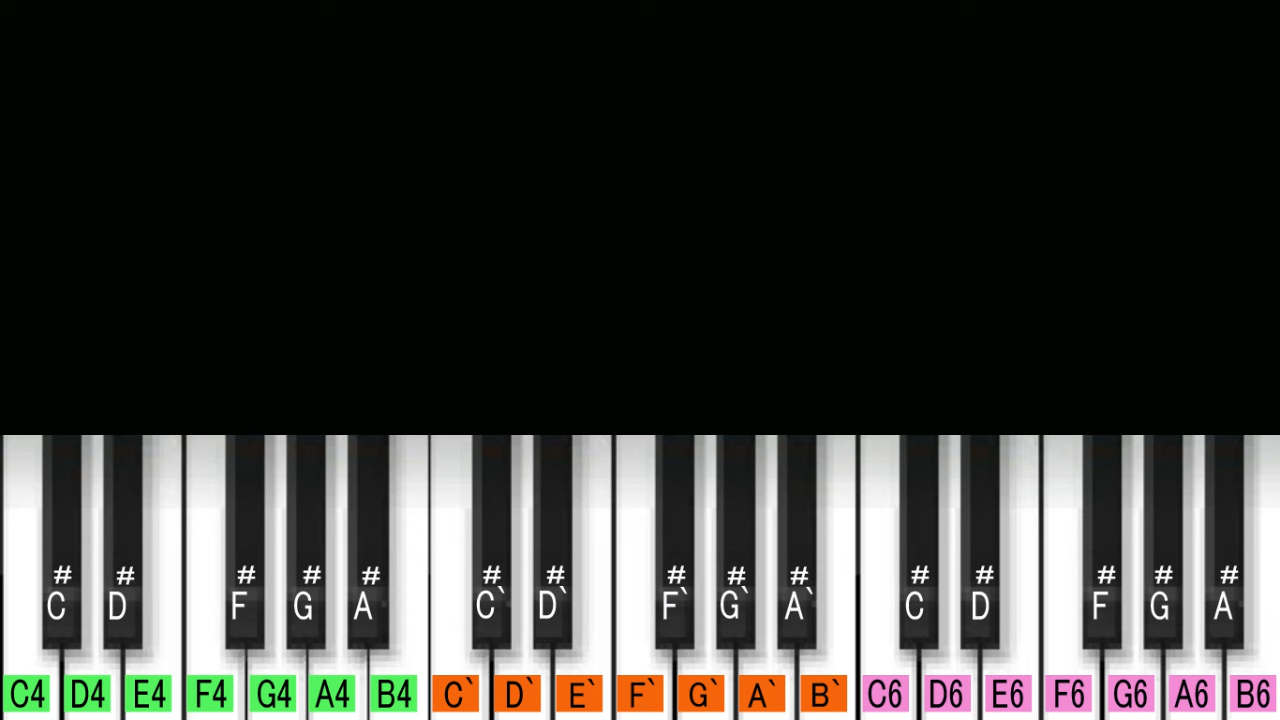 # # # # # # # # # # # # # # #
C D F G A C` D` F` G` A` C D F G A
C4 D4 E4 F4 G4 A4 B4 C` D` E` F` G` A` B` C6 D6 E6 F6 G6 A6 B6